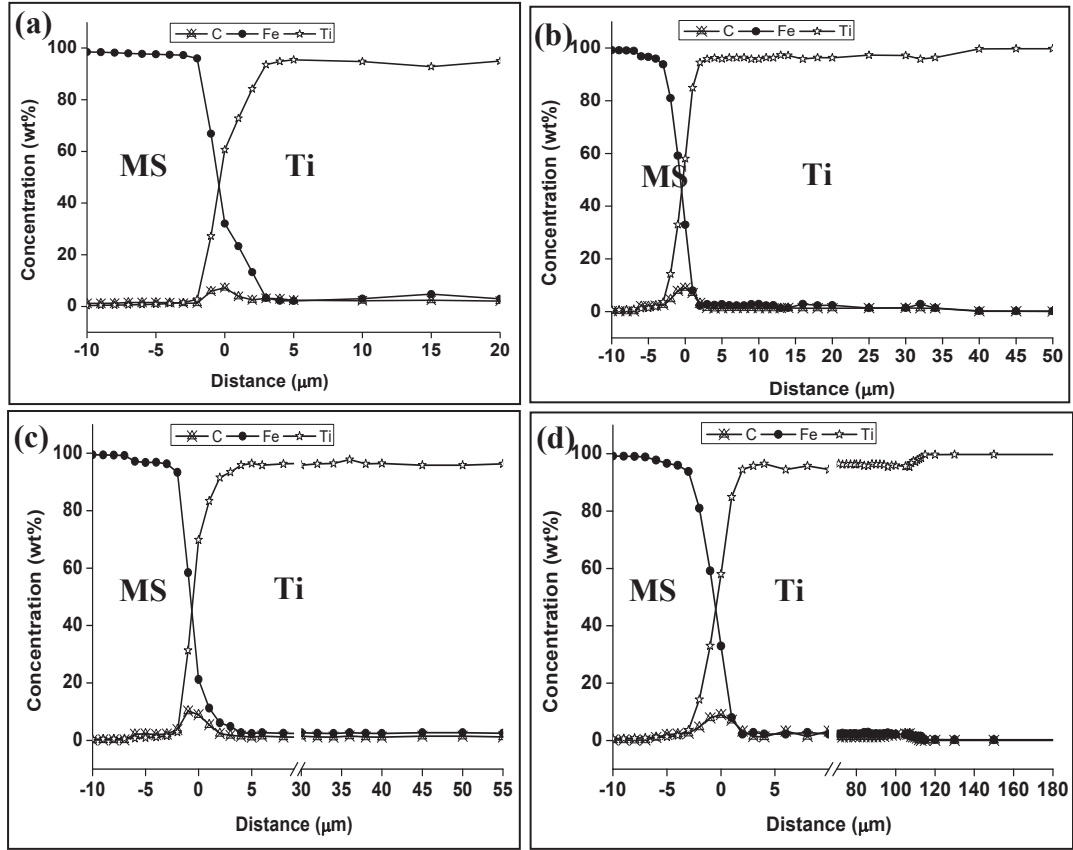 (a)
C Fe Ti
100
80
60
40
20
0
Concentration (wt%)
MS Ti
-10 -5 0 5 10 15 20
Distance (μm)
(b)
C Fe Ti
100
80
60
40
20
0
Concentration (wt%)
MS Ti
-10 -5 0 5 10 15 20 25 30 35 40 45 50
Distance (μm)
(c)
C Fe Ti
100
80
60
40
20
0
Concentration (wt%)
MS Ti
-10 -5 0 5 30 35 40 45 50 55
Distance (μm)
(d)
C Fe Ti
100
80
60
40
20
0
Concentration (wt%)
MS Ti
-10 -5 0 5 80 100 120 140 160 180
Distance (μm)